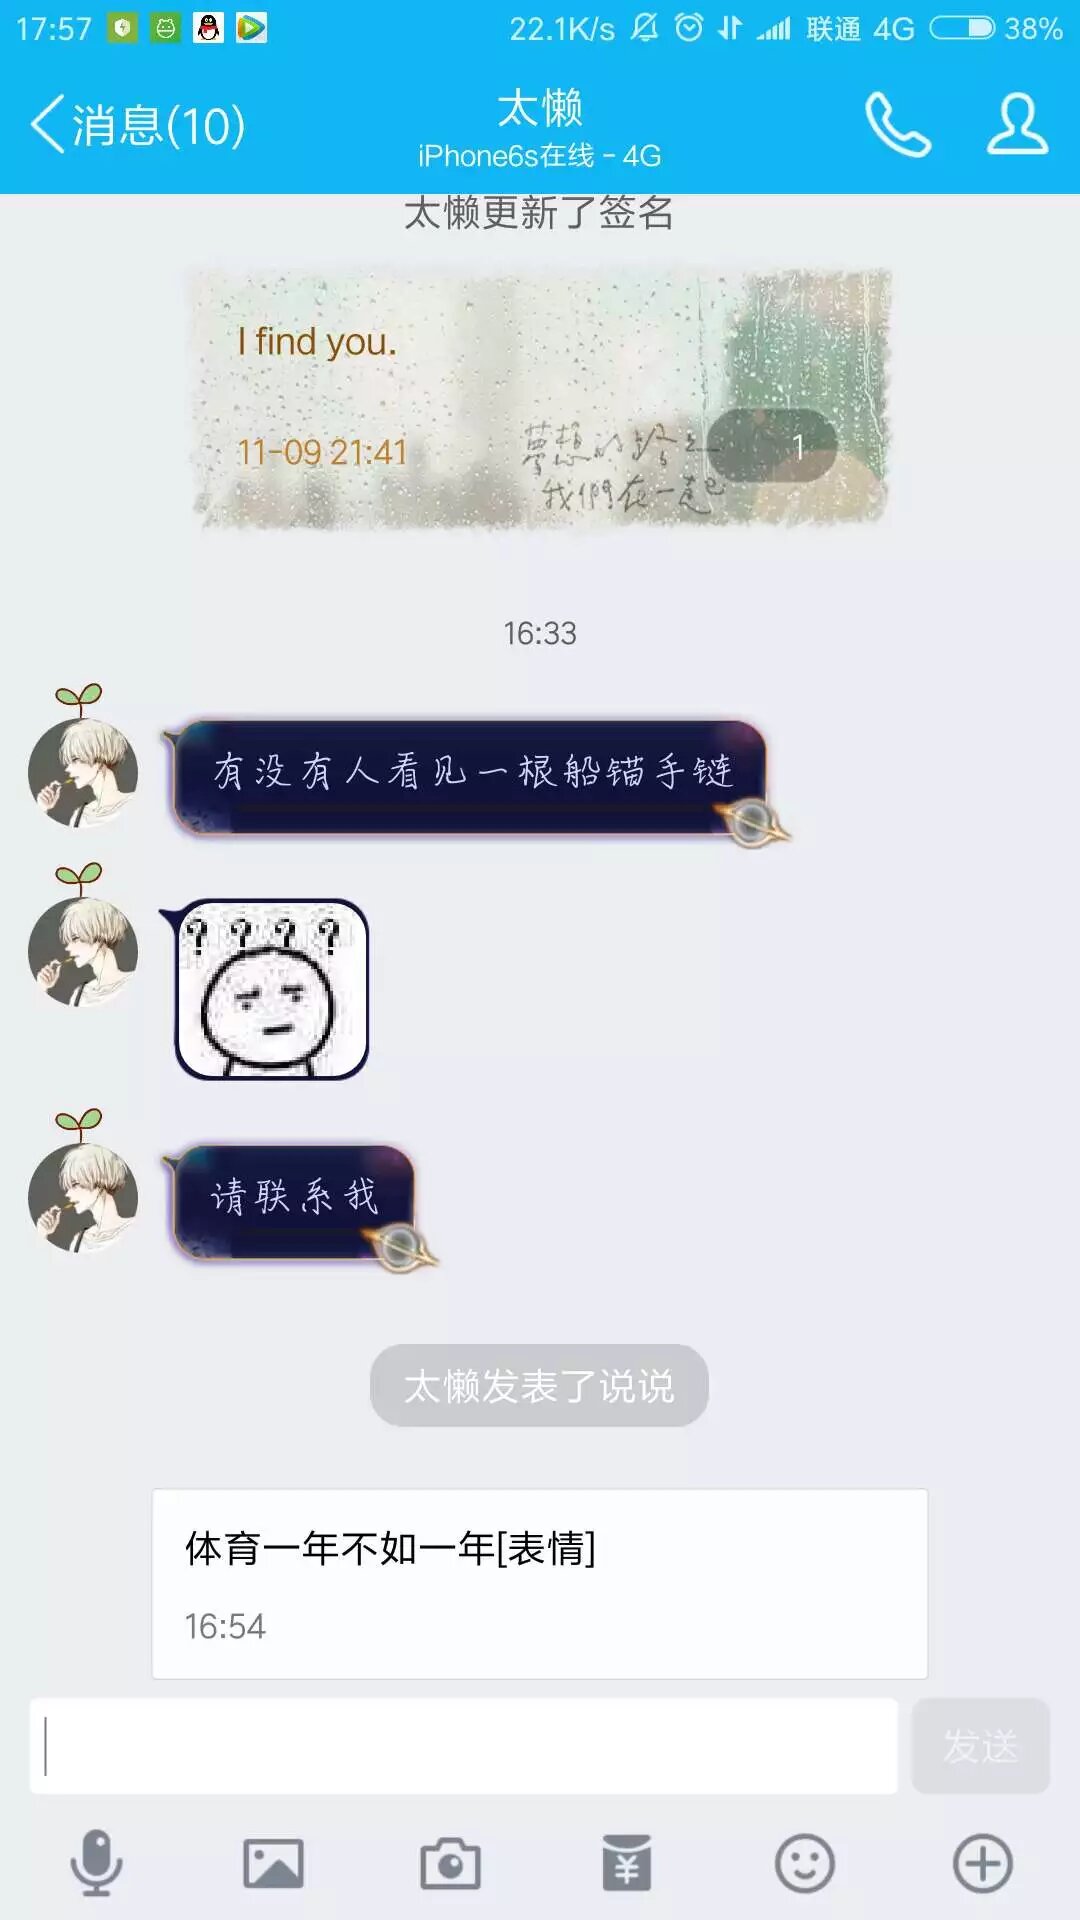 17:57 22.1K/s 联通 4G 38%
消息(10)
太懒
iPhone6s在线 - 4G
太懒更新了签名
I find you.
11-09 21:41
夢想的路上
我們在一起
1
16:33
有没有人看见一根船锚手链
? ? ? ?
请联系我
太懒发表了说说
体育一年不如一年[表情]
16:54
发送